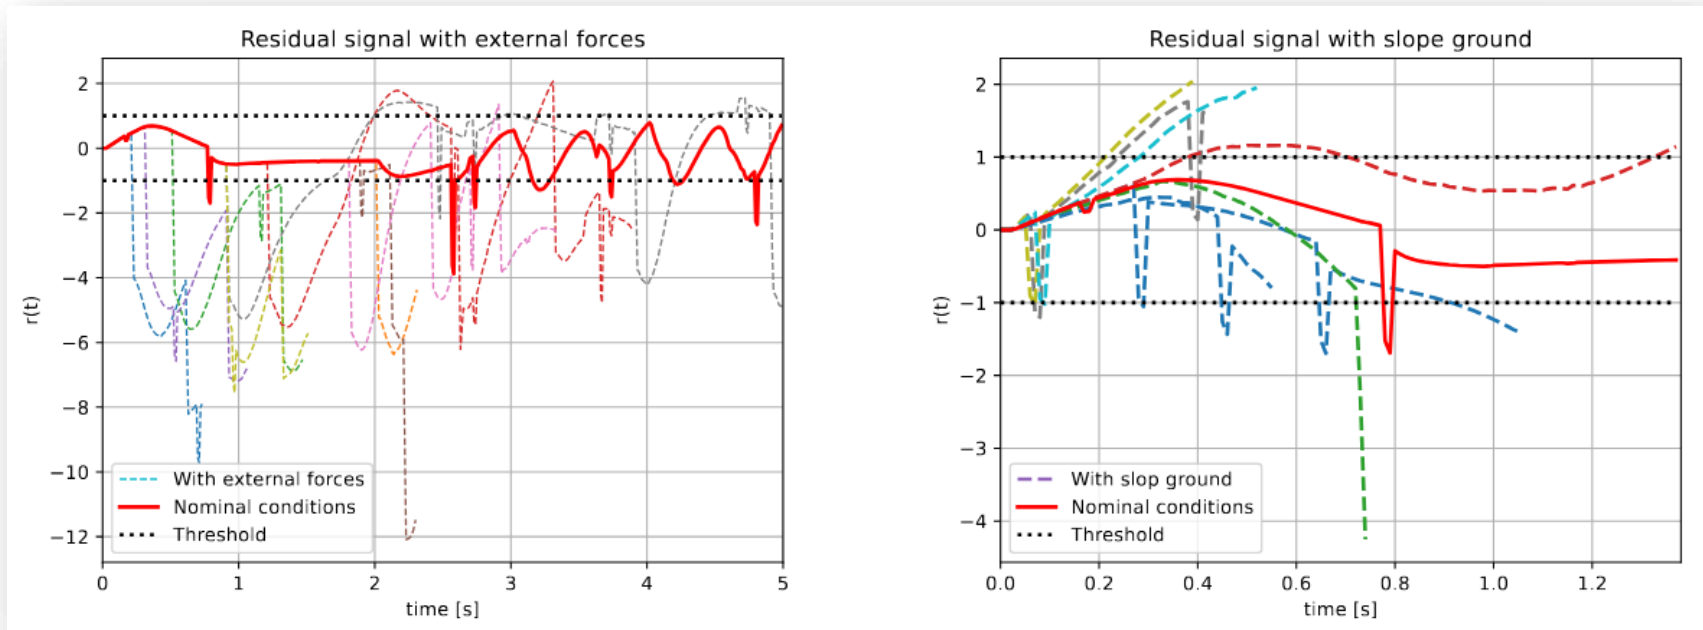 Residual signal with external forces
2
0
−2
−4
−6
−8
−10
−12
r(t)
With external forces
Nominal conditions
Threshold
0
1
2
3
4
5
time [s]
Residual signal with slope ground
2
1
0
−1
−2
−3
−4
r(t)
With slop ground
Nominal conditions
Threshold
0.0
0.2
0.4
0.6
0.8
1.0
1.2
time [s]